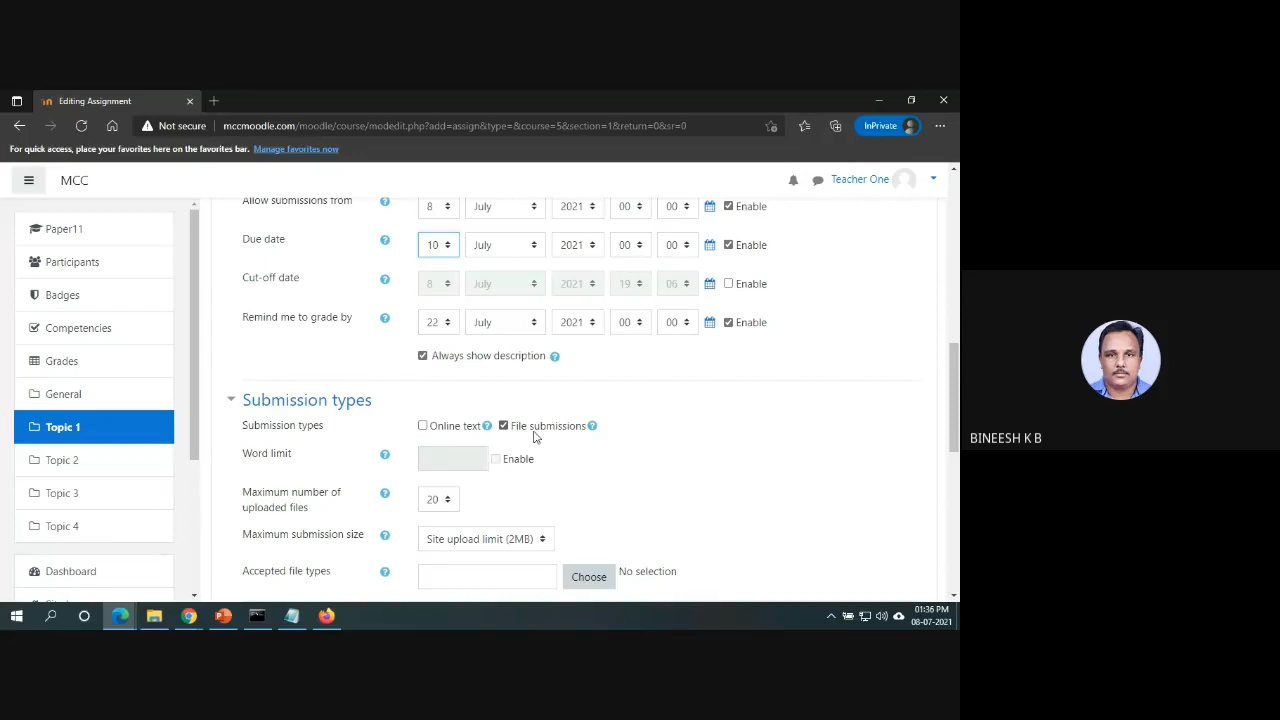 Editing Assignment
Not secure mccmoodle.com/moodle/course/modedit.php?add=assign&type=&course=5&section=1&return=0&sr=0 InPrivate
For quick access, place your favorites here on the favorites bar. Manage favorites now
MCC Teacher One
Paper11
Participants
Badges
Competencies
Grades
General
Topic 1
Topic 2
Topic 3
Topic 4
Dashboard
Allow submissions from 8 July 2021 00 00 Enable
Due date 10 July 2021 00 00 Enable
Cut-off date 8 July 2021 19 06 Enable
Remind me to grade by 22 July 2021 00 00 Enable
Always show description
Submission types
Submission types Online text File submissions
Word limit Enable
Maximum number of
uploaded files 20
Maximum submission size Site upload limit (2MB)
Accepted file types Choose No selection
01:36 PM
08-07-2021
BINEESH K B